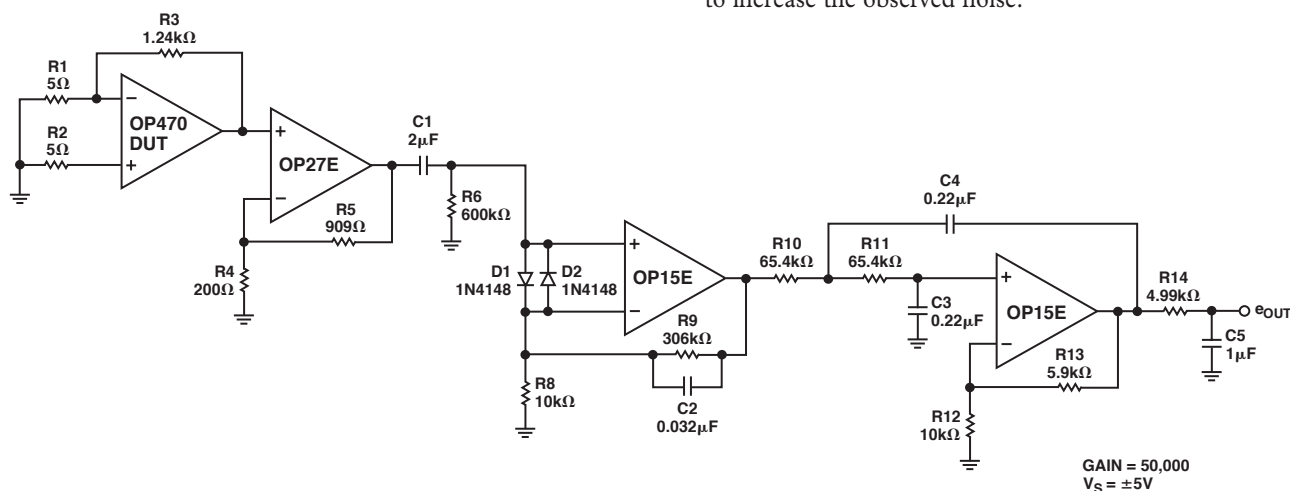 to increase the observed noise.
R3
1.24kΩ
R1
5Ω
R2
5Ω
−
+
OP470
DUT
+
−
OP27E
C1
2µF
R5
909Ω
R4
200Ω
R6
600kΩ
D1
1N4148
D2
1N4148
+
−
OP15E
R9
306kΩ
R8
10kΩ
C2
0.032µF
R10
65.4kΩ
R11
65.4kΩ
C4
0.22µF
C3
0.22µF
+
−
OP15E
R14
4.99kΩ
eOUT
C5
1µF
R13
5.9kΩ
R12
10kΩ
GAIN = 50,000
VS = ±5V